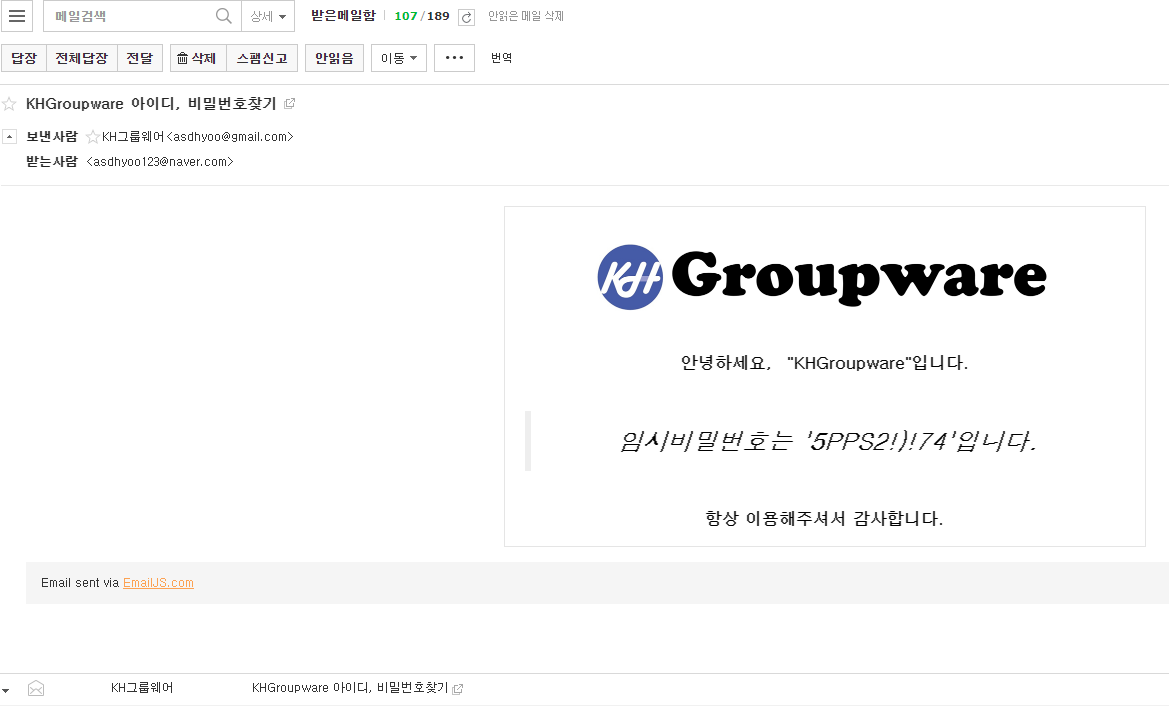 메일검색 상세 받은메일함 107 / 189 안읽은 메일 삭제
답장 전체답장 전달 삭제 스팸신고 안읽음 이동 ··· 번역
KHGroupware 아이디, 비밀번호찾기
보낸사람 KH그룹웨어<asdhyoo@gmail.com>
받는사람 <asdhyoo123@naver.com>
KH Groupware
안녕하세요, "KHGroupware"입니다.
임시비밀번호는 '5PPS2!)!74'입니다.
항상 이용해주셔서 감사합니다.
Email sent via EmailJS.com
KH그룹웨어 KHGroupware 아이디, 비밀번호찾기